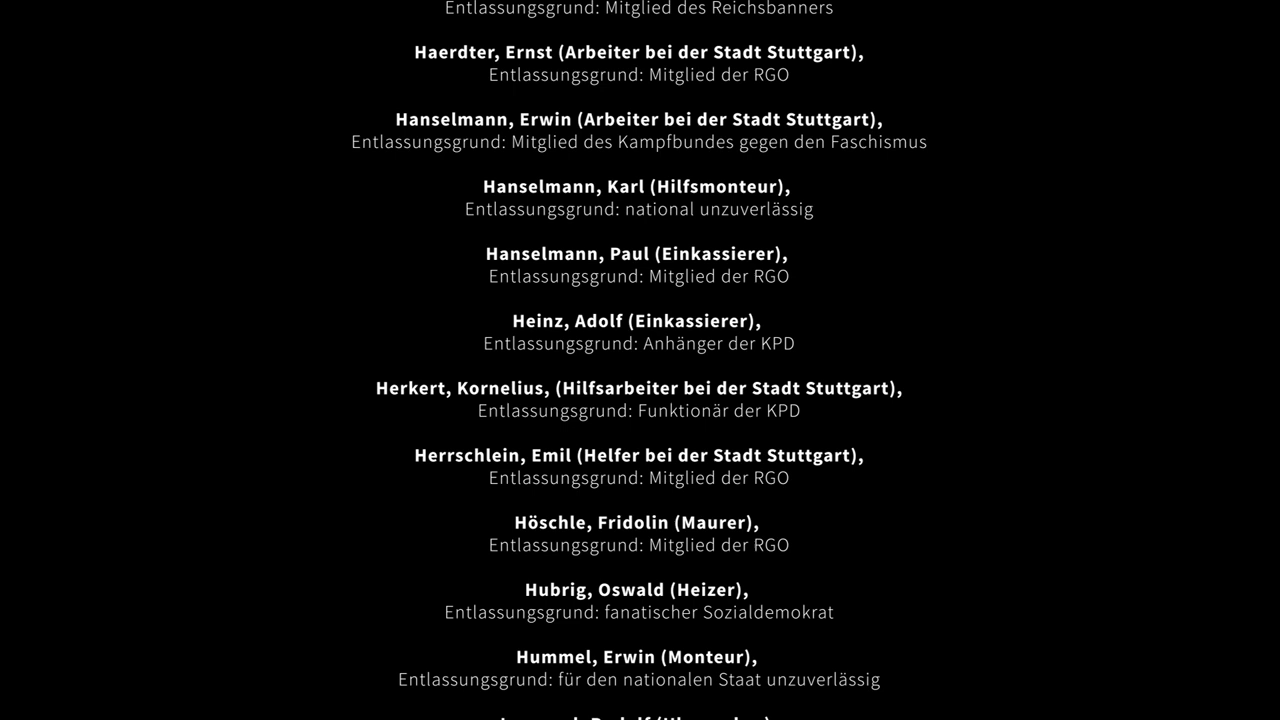 Entlassungsgrund: Mitglied des Reichsbanners
Haerdter, Ernst (Arbeiter bei der Stadt Stuttgart),
Entlassungsgrund: Mitglied der RGO
Hanselmann, Erwin (Arbeiter bei der Stadt Stuttgart),
Entlassungsgrund: Mitglied des Kampfbundes gegen den Faschismus
Hanselmann, Karl (Hilfsmonteur),
Entlassungsgrund: national unzuverlässig
Hanselmann, Paul (Einkassierer),
Entlassungsgrund: Mitglied der RGO
Heinz, Adolf (Einkassierer),
Entlassungsgrund: Anhänger der KPD
Herkert, Kornelius, (Hilfsarbeiter bei der Stadt Stuttgart),
Entlassungsgrund: Funktionär der KPD
Herrschlein, Emil (Helfer bei der Stadt Stuttgart),
Entlassungsgrund: Mitglied der RGO
Höschle, Fridolin (Maurer),
Entlassungsgrund: Mitglied der RGO
Hubrig, Oswald (Heizer),
Entlassungsgrund: fanatischer Sozialdemokrat
Hummel, Erwin (Monteur),
Entlassungsgrund: für den nationalen Staat unzuverlässig